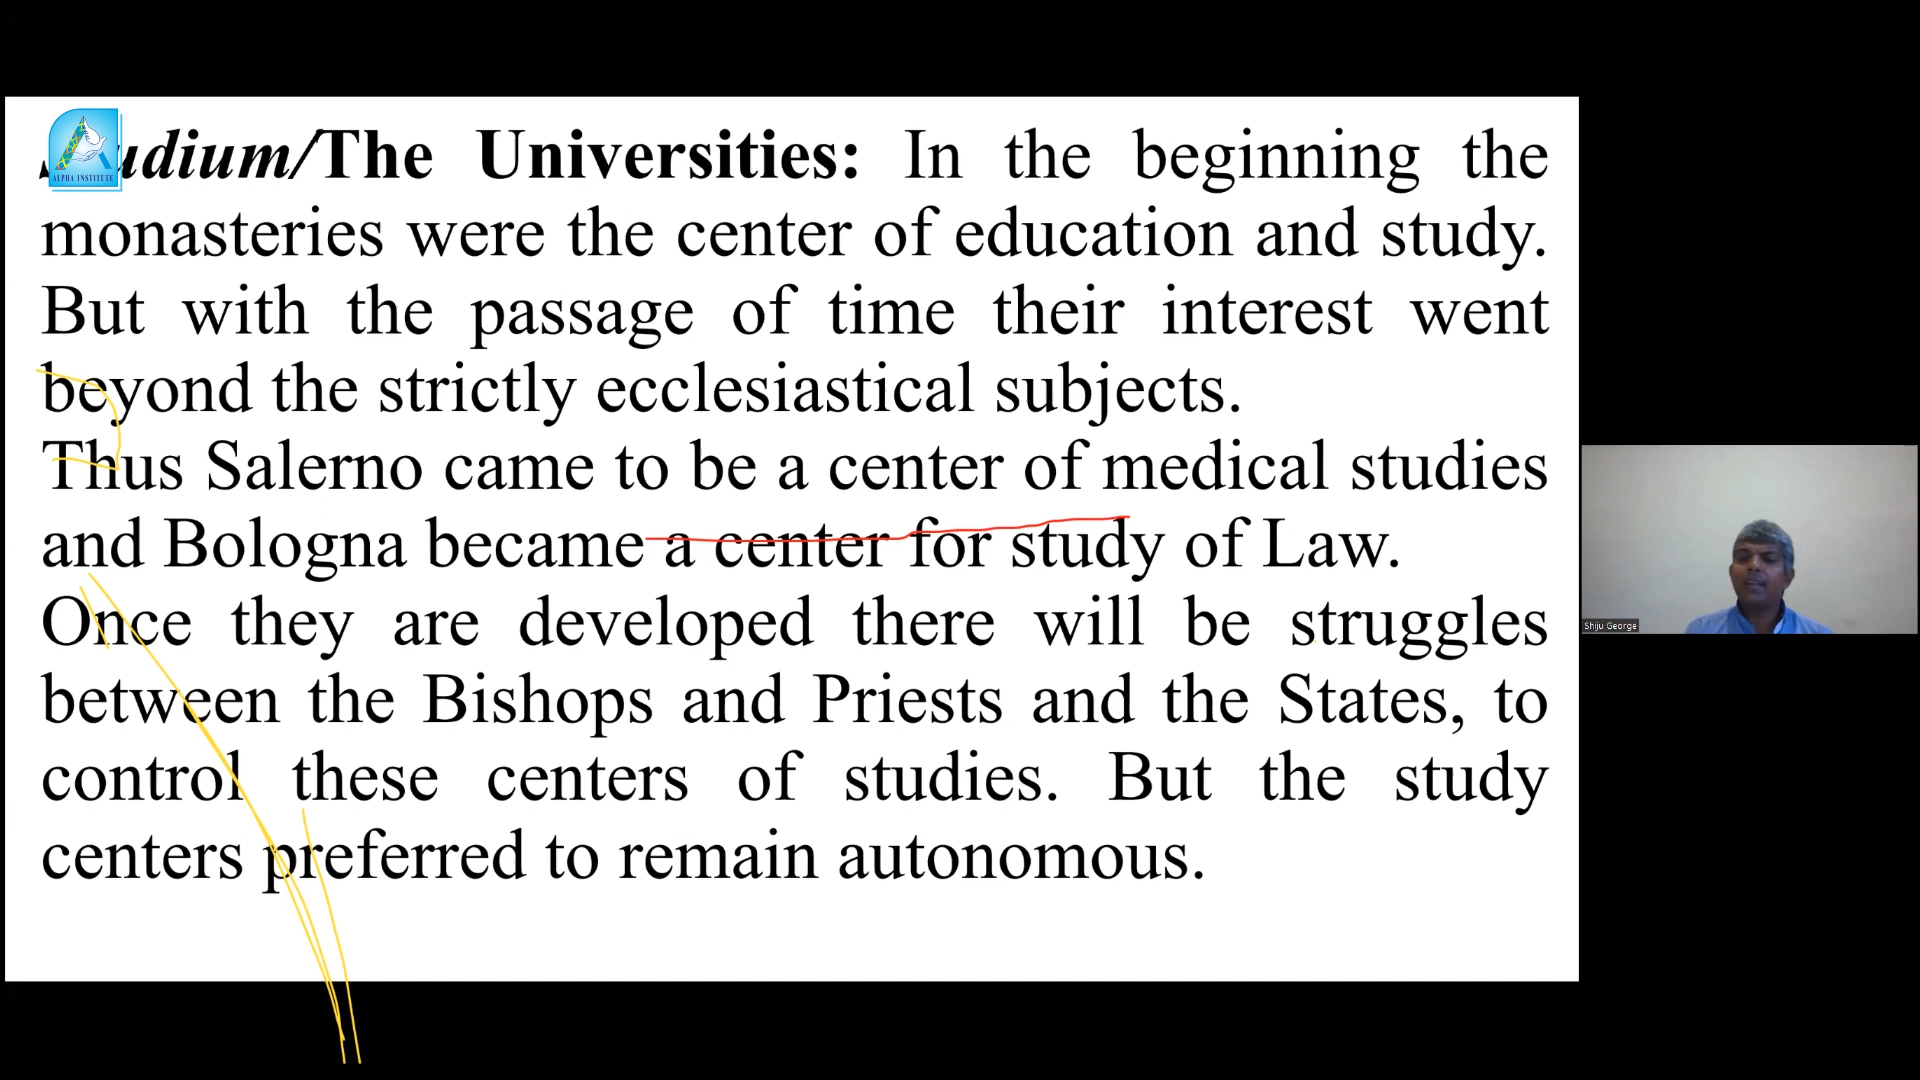 Studium/The Universities: In the beginning the
monasteries were the center of education and study.
But with the passage of time their interest went
beyond the strictly ecclesiastical subjects.
Thus Salerno came to be a center of medical studies
and Bologna became a center for study of Law.
Once they are developed there will be struggles
between the Bishops and Priests and the States, to
control these centers of studies. But the study
centers preferred to remain autonomous.
ALPHA INSTITUTE
Shiju George